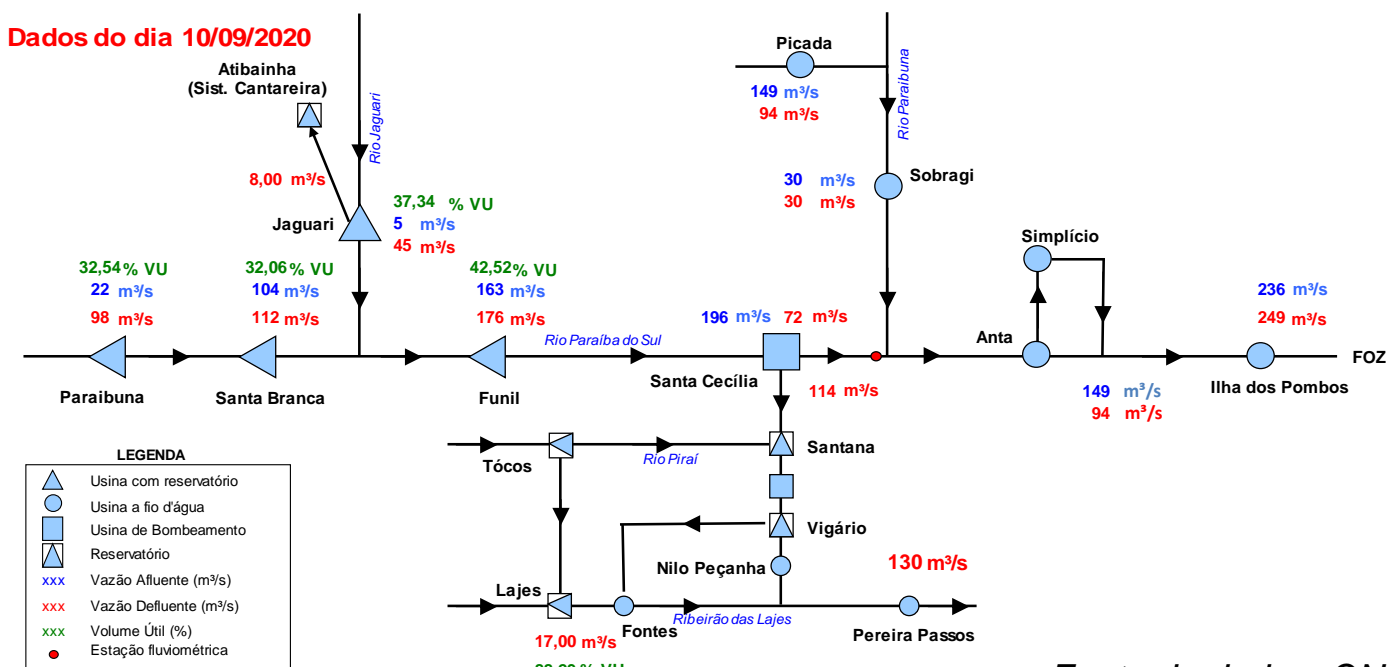 Dados do dia 10/09/2020
Atibainha
(Sist. Cantareira)
Rio Jaguari
8,00 m³/s
Jaguari
37,34 % VU
5 m³/s
45 m³/s
Picada
149 m³/s
94 m³/s
Rio Paraibuna
30 m³/s
30 m³/s
Sobragi
Simplício
32,54% VU
22 m³/s
98 m³/s
Paraibuna
32,06% VU
104 m³/s
112 m³/s
Santa Branca
42,52% VU
163 m³/s
176 m³/s
Funil
Rio Paraíba do Sul
196 m³/s 72 m³/s
Santa Cecília
114 m³/s
Anta
149 m³/s
94 m³/s
236 m³/s
249 m³/s
Ilha dos Pombos
FOZ
Tócos
Rio Piraí
Santana
Vigário
Nilo Peçanha
130 m³/s
Lajes
17,00 m³/s
Fontes
Ribeirão das Lajes
Pereira Passos
LEGENDA
Usina com reservatório
Usina a fio d'água
Usina de Bombeamento
Reservatório
xxx Vazão Afluente (m³/s)
xxx Vazão Defluente (m³/s)
xxx Volume Útil (%)
Estação fluviométrica